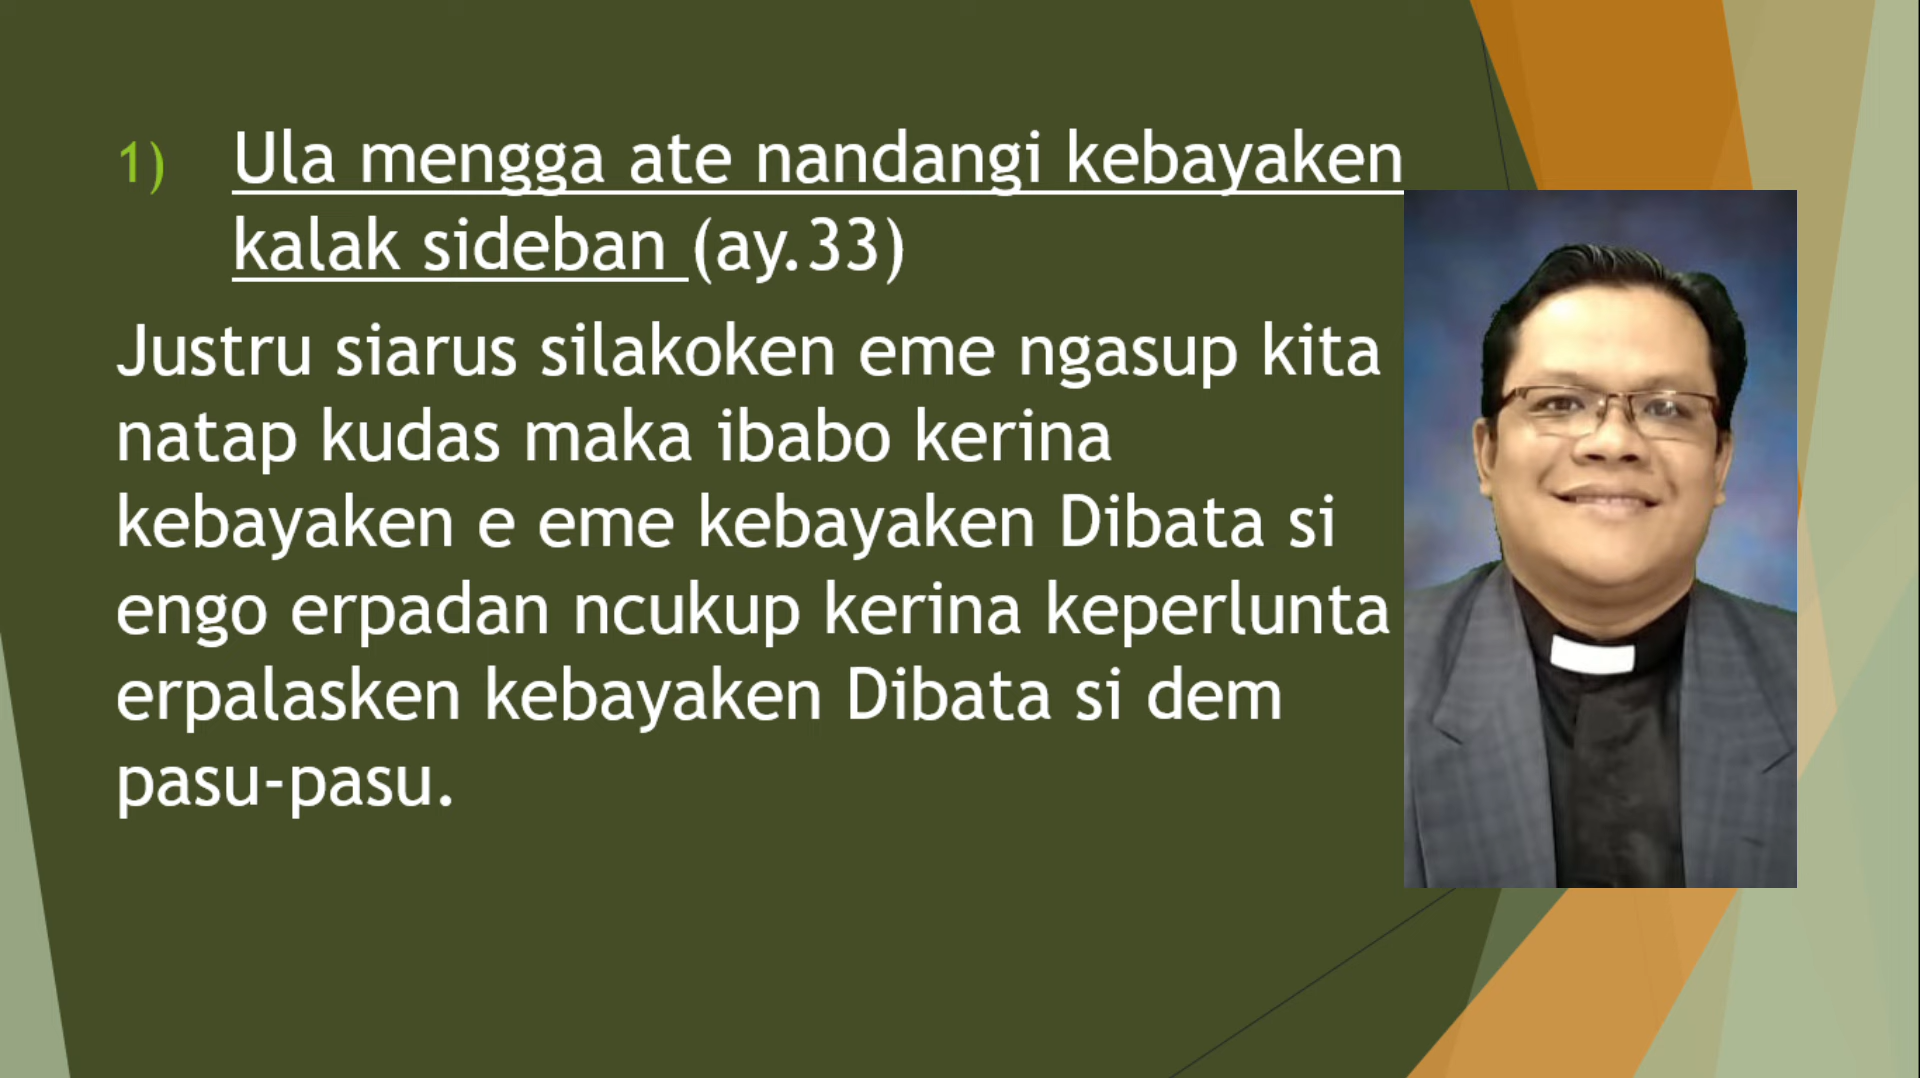 1) Ula mengga ate nandangi kebayaken
kalak sideban (ay.33)
Justru siarus silakoken eme ngasup kita
natap kudas maka ibabo kerina
kebayaken e eme kebayaken Dibata si
engo erpadan ncukup kerina keperlunta
erpalasken kebayaken Dibata si dem
pasu-pasu.